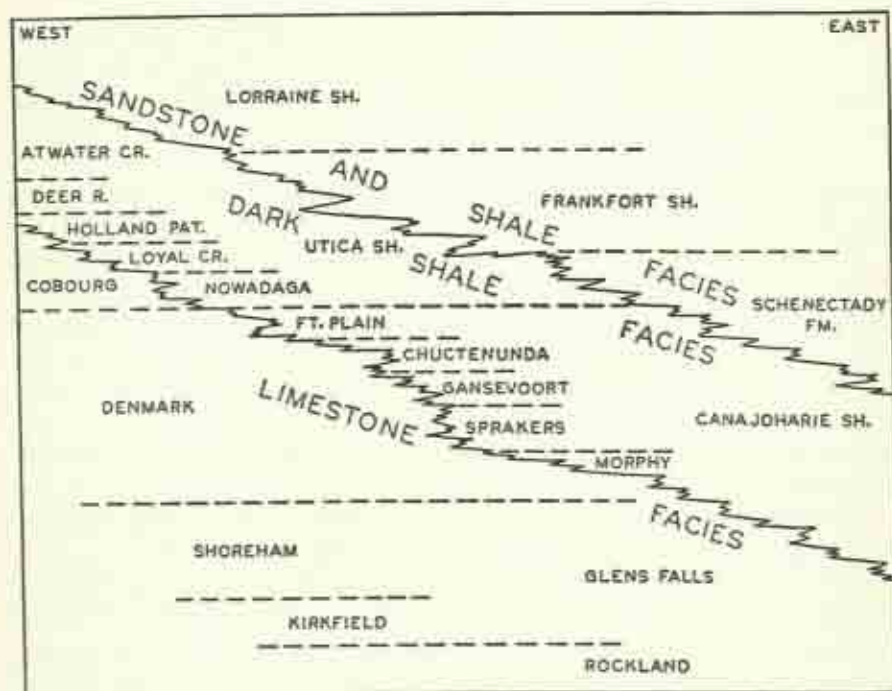 WEST
EAST
LORRAINE SH.
SANDSTONE AND SHALE FACIES
ATWATER CR.
DEER R.
FRANKFORT SH.
DARK SHALE FACIES
HOLLAND PAT.
UTICA SH.
LOYAL CR.
COBOURG
NOWADAGA
SCHENECTADY
FM.
FT. PLAIN
CHUCTENUNDA
GANSEVOORT
DENMARK
LIMESTONE FACIES
SPRAKERS
CANAJOHARIE SH.
MORPHY
SHOREHAM
GLENS FALLS
KIRKFIELD
ROCKLAND